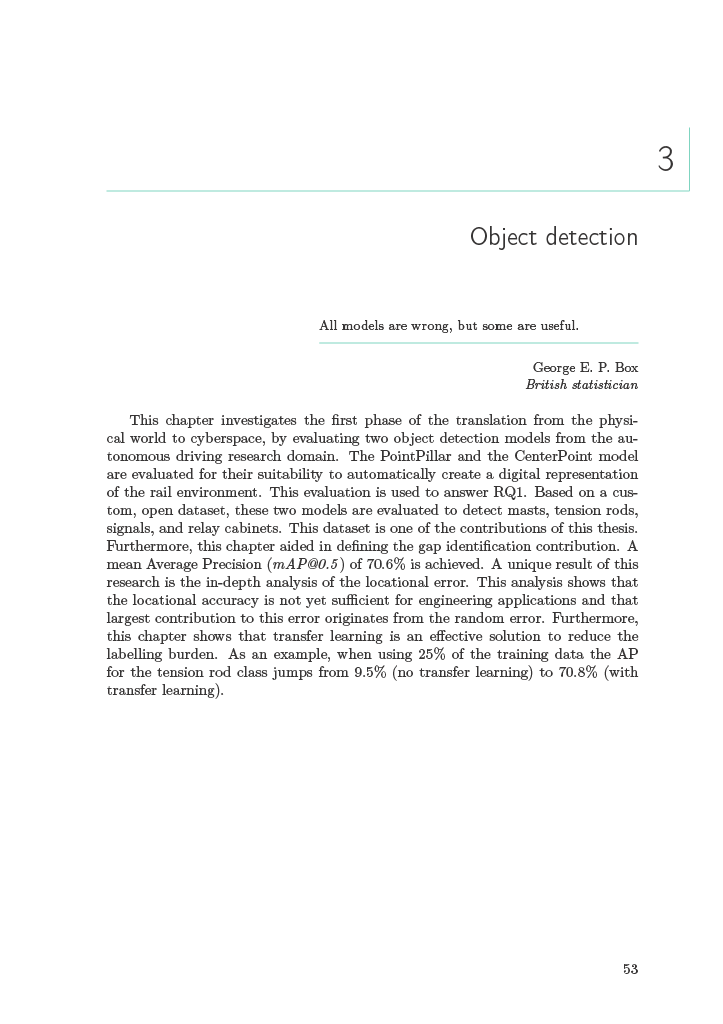 3
Object detection
All models are wrong, but some are useful.
George E. P. Box
British statistician
This chapter investigates the first phase of the translation from the physi-
cal world to cyberspace, by evaluating two object detection models from the au-
tonomous driving research domain. The PointPillar and the CenterPoint model
are evaluated for their suitability to automatically create a digital representation
of the rail environment. This evaluation is used to answer RQ1. Based on a cus-
tom, open dataset, these two models are evaluated to detect masts, tension rods,
signals, and relay cabinets. This dataset is one of the contributions of this thesis.
Furthermore, this chapter aided in defining the gap identification contribution. A
mean Average Precision (mAP@0.5) of 70.6% is achieved. A unique result of this
research is the in-depth analysis of the locational error. This analysis shows that
the locational accuracy is not yet sufficient for engineering applications and that
largest contribution to this error originates from the random error. Furthermore,
this chapter shows that transfer learning is an effective solution to reduce the
labelling burden. As an example, when using 25% of the training data the AP
for the tension rod class jumps from 9.5% (no transfer learning) to 70.8% (with
transfer learning).
53